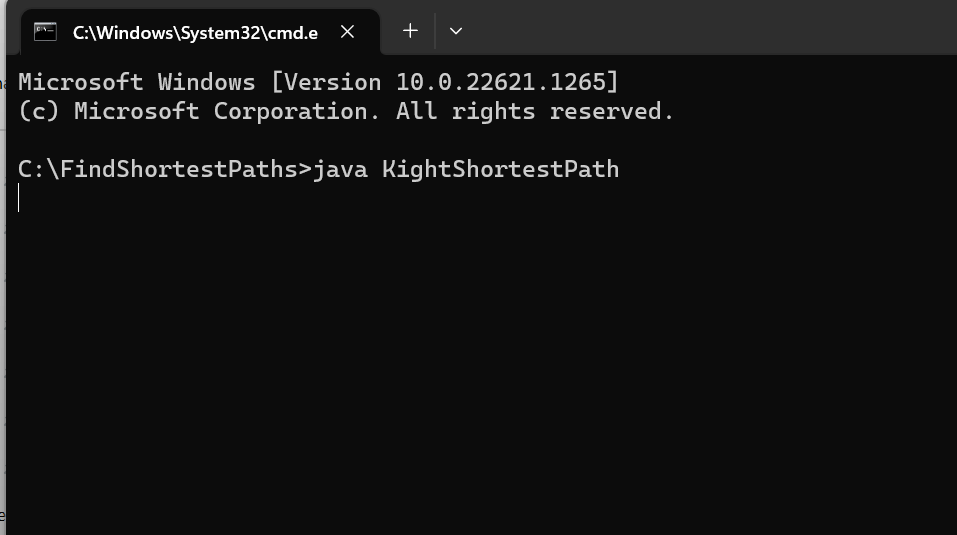 C:\Windows\System32\cmd.e
Microsoft Windows [Version 10.0.22621.1265]
(c) Microsoft Corporation. All rights reserved.
C:\FindShortestPaths>java KightShortestPath